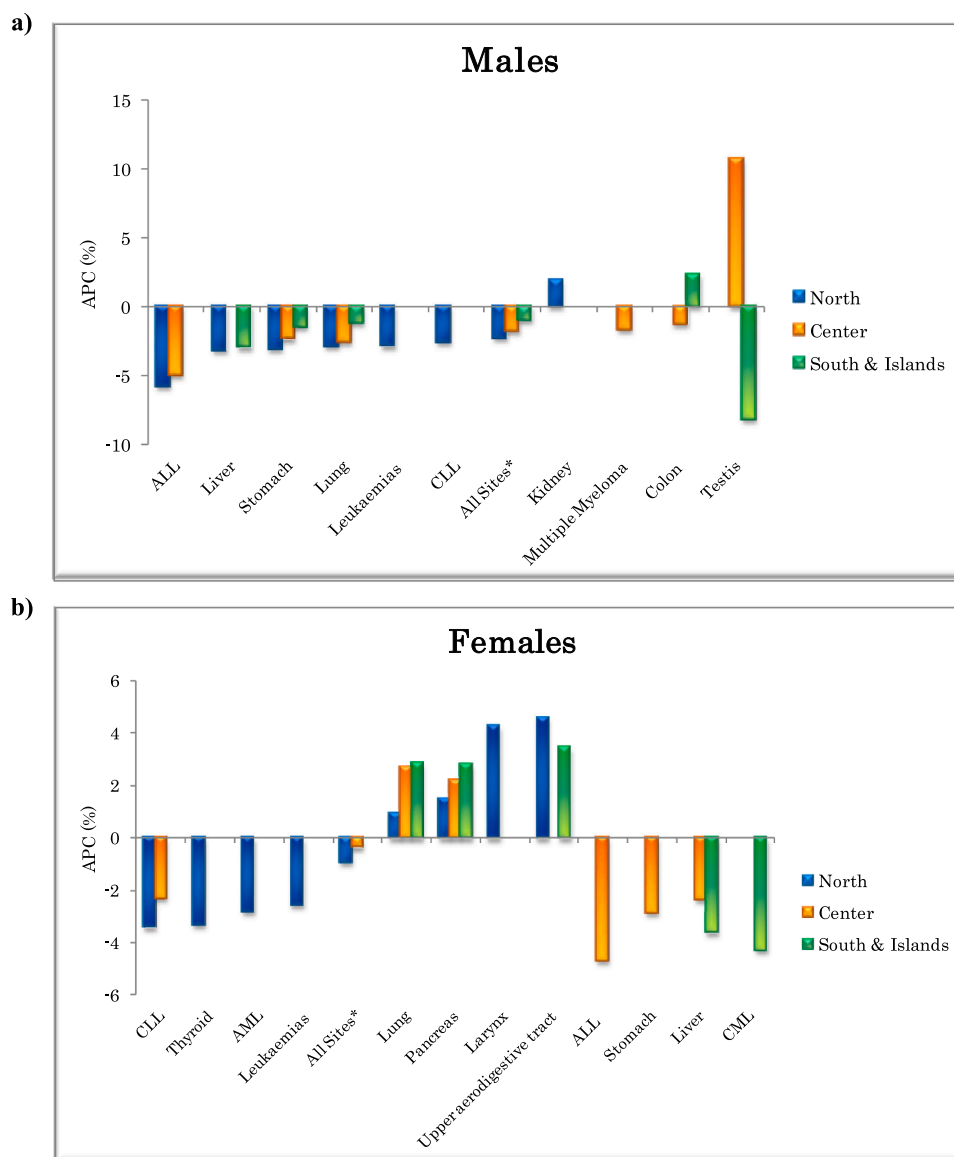 a)
Males
15
10
5
0
-5
-10
APC (%)
ALL
Liver
Stomach
Lung
Leukaemias
CLL
All Sites*
Kidney
Multiple Myeloma
Colon
Testis
North
Center
South & Islands
b)
Females
6
4
2
0
-2
-4
-6
APC (%)
CLL
Thyroid
AML
Leukaemias
All Sites*
Lung
Pancreas
Larynx
Upper aerodigestive tract
ALL
Stomach
Liver
CML
North
Center
South & Islands